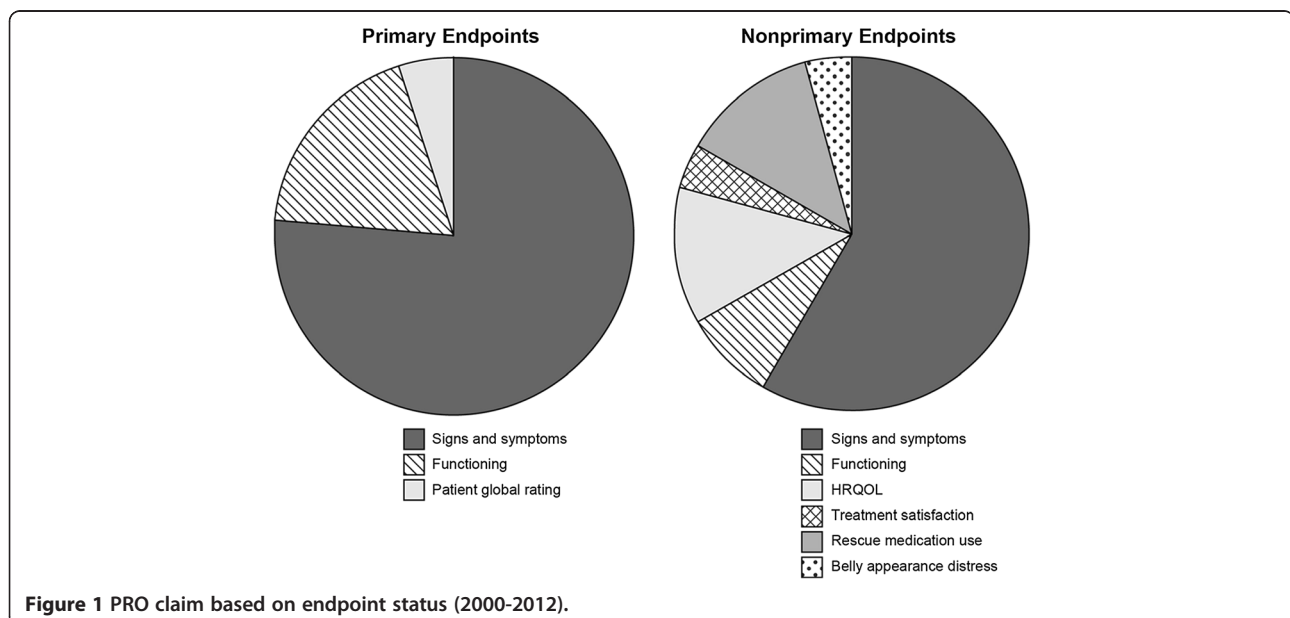 Primary Endpoints
Signs and symptoms
Functioning
Patient global rating
Nonprimary Endpoints
Signs and symptoms
Functioning
HRQOL
Treatment satisfaction
Rescue medication use
Belly appearance distress
Figure 1 PRO claim based on endpoint status (2000-2012).